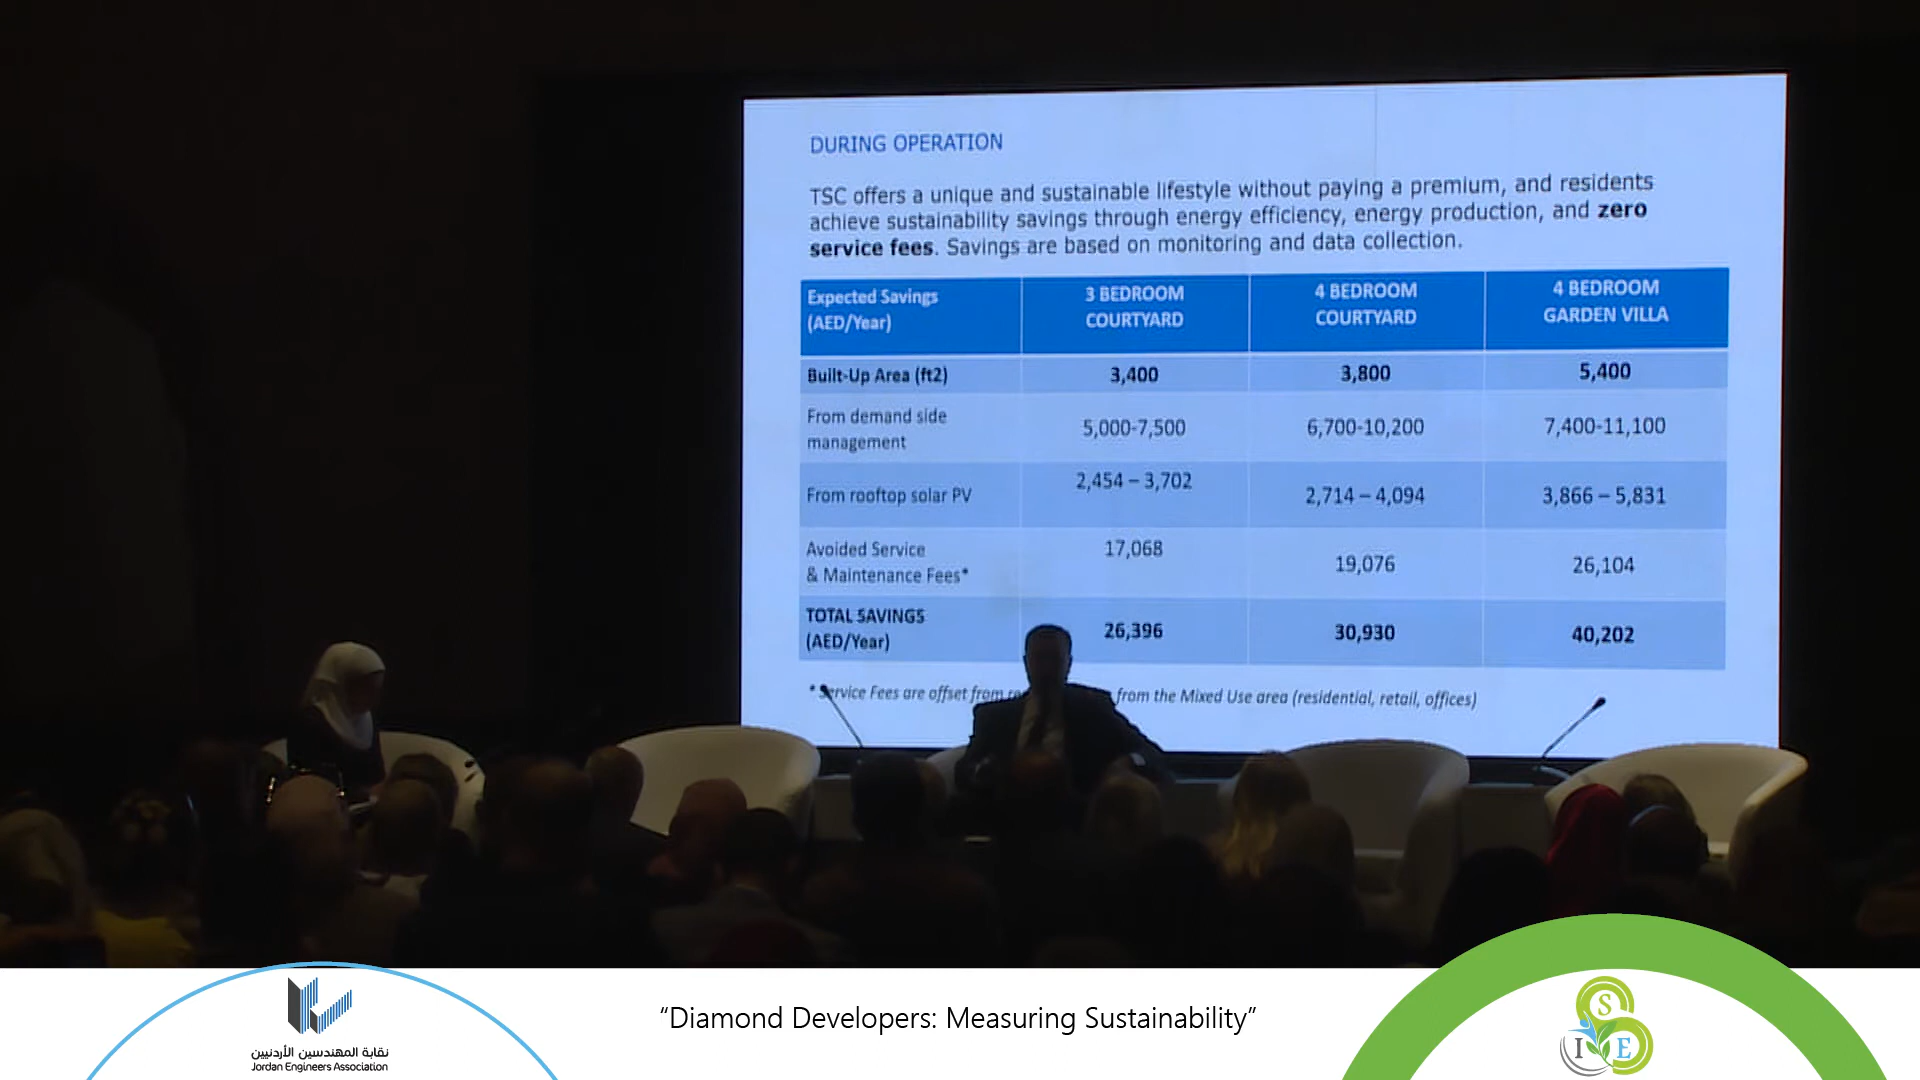 DURING OPERATION
TSC offers a unique and sustainable lifestyle without paying a premium, and residents
achieve sustainability savings through energy efficiency, energy production, and zero
service fees. Savings are based on monitoring and data collection.
Expected Savings (AED/Year) 3 BEDROOM COURTYARD 4 BEDROOM COURTYARD 4 BEDROOM GARDEN VILLA
Built-Up Area (ft2) 3,400 3,800 5,400
From demand side management 5,000-7,500 6,700-10,200 7,400-11,100
From rooftop solar PV 2,454 – 3,702 2,714 – 4,094 3,866 – 5,831
Avoided Service & Maintenance Fees* 17,068 19,076 26,104
TOTAL SAVINGS (AED/Year) 26,396 30,930 40,202
* Service Fees are offset from from the Mixed Use area (residential, retail, offices)
نقابة المهندسين الأردنيين
Jordan Engineers Association
“Diamond Developers: Measuring Sustainability”
S
I E